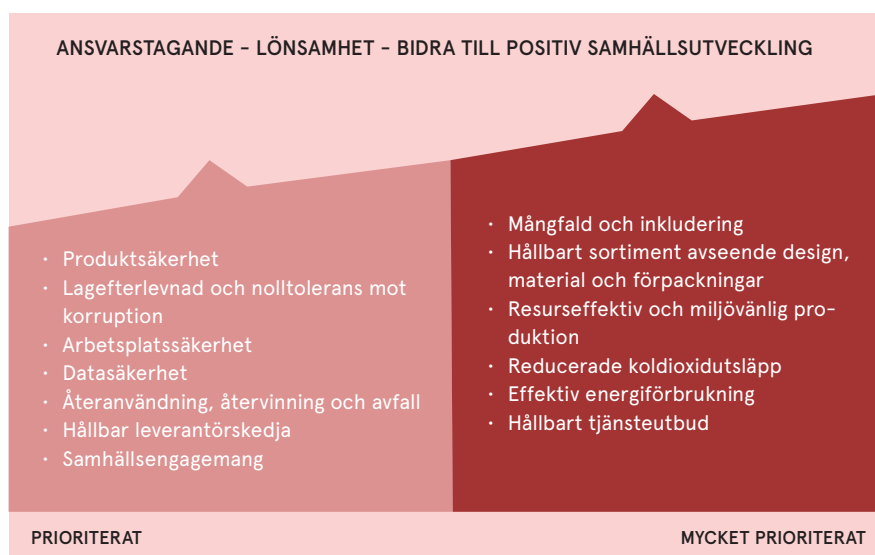 ANSVARSTAGANDE – LÖNSAMHET – BIDRA TILL POSITIV SAMHÄLLSUTVECKLING
· Produktsäkerhet
· Lagefterlevnad och nolltolerans mot
korruption
· Arbetsplatssäkerhet
· Datasäkerhet
· Återanvändning, återvinning och avfall
· Hållbar leverantörskedja
· Samhällsengagemang
· Mångfald och inkludering
· Hållbart sortiment avseende design,
material och förpackningar
· Resurseffektiv och miljövänlig pro-
duktion
· Reducerade koldioxidutsläpp
· Effektiv energiförbrukning
· Hållbart tjänsteutbud
PRIORITERAT
MYCKET PRIORITERAT